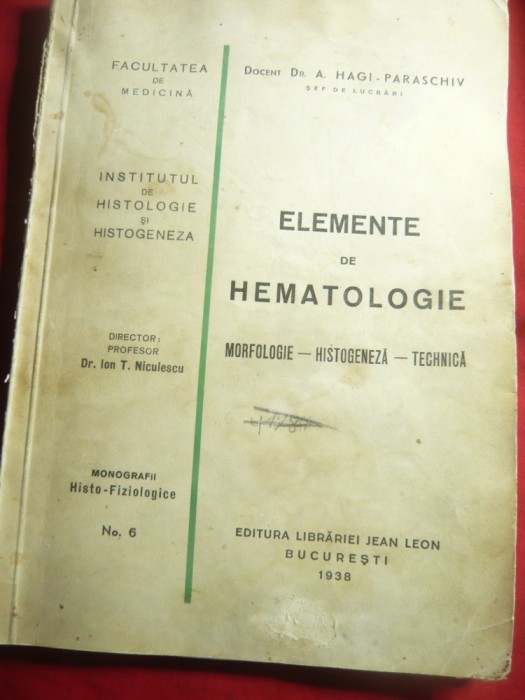 FACULTATEA
DE
MEDICINĂ
INSTITUTUL
DE
HISTOLOGIE
ȘI
HISTOGENEZA
DIRECTOR:
PROFESOR
Dr. Ion T. Niculescu
MONOGRAFII
Histo-Fiziologice
No. 6
DOCENT DR. A. HAGI-PARASCHIV
ȘEF DE LUCRĂRI
ELEMENTE
DE
HEMATOLOGIE
MORFOLOGIE — HISTOGENEZĂ — TECHNICĂ
EDITURA LIBRĂRIEI JEAN LEON
BUCUREȘTI
1938